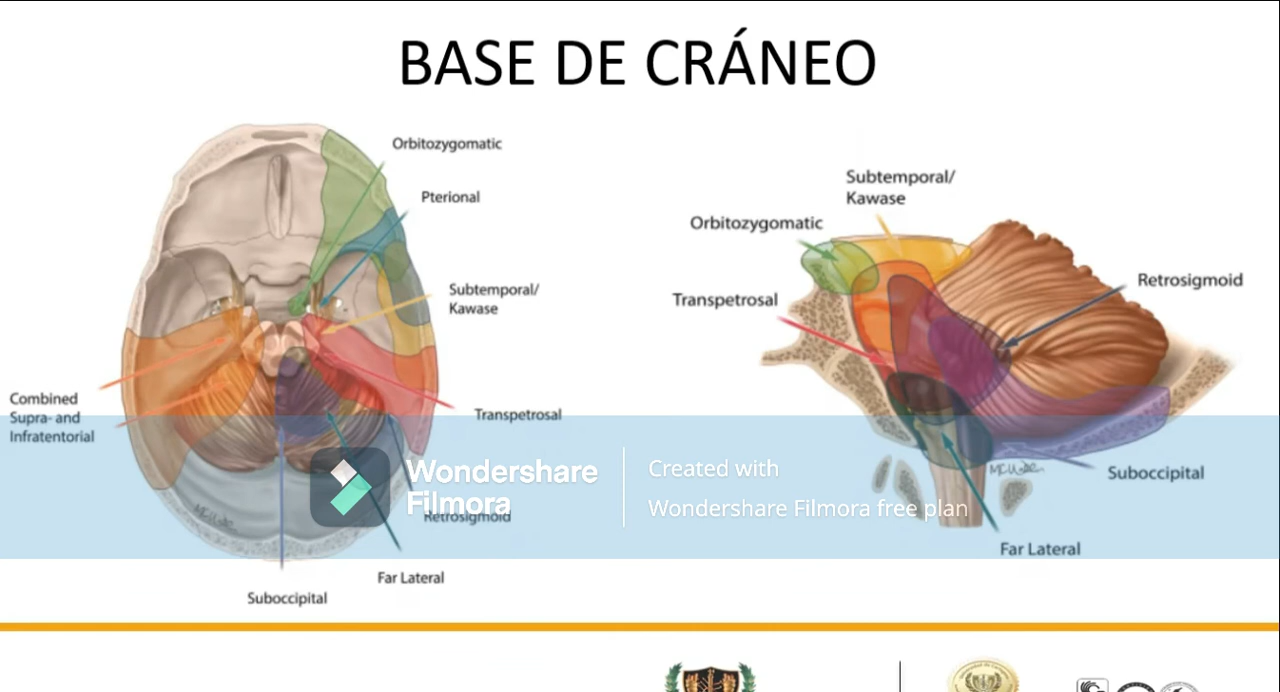 BASE DE CRÁNEO
Orbitozygomatic
Pterional
Subtemporal/
Kawase
Combined
Supra- and
Infratentorial
Transpetrosal
Retrosigmoid
Far Lateral
Suboccipital
Subtemporal/
Kawase
Orbitozygomatic
Retrosigmoid
Transpetrosal
Suboccipital
Far Lateral
Wondershare
Filmora
Created with
Wondershare Filmora free plan